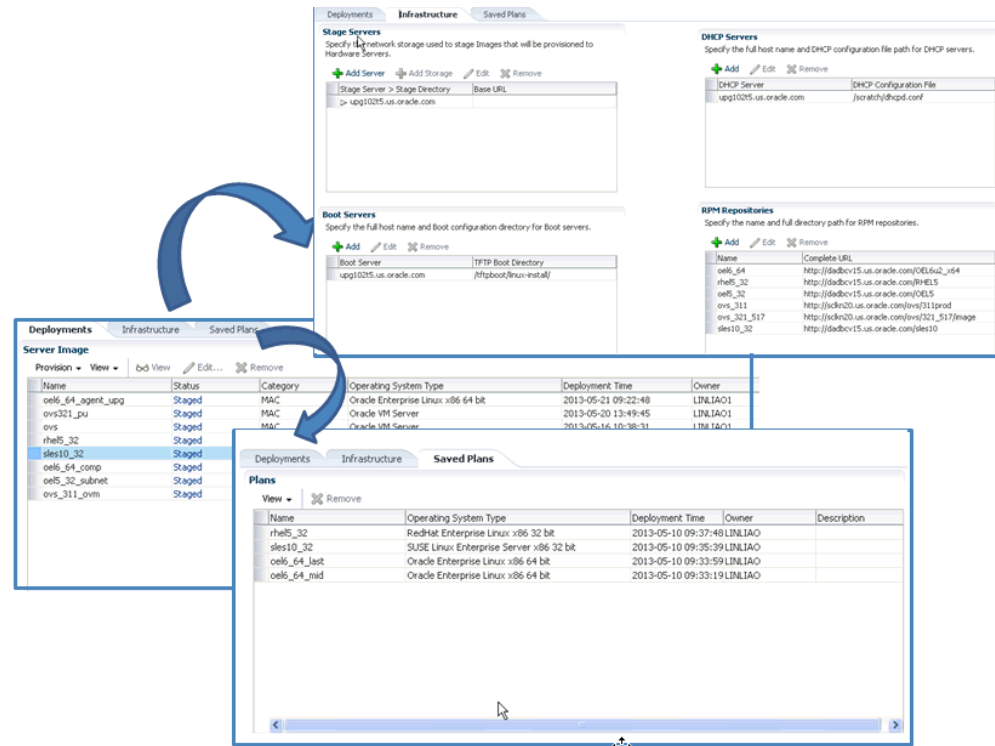 Deployments Infrastructure Saved Plans
Stage Servers
Specify the network storage used to stage Images that will be provisioned to
Hardware Servers.
Add Server Add Storage Edit Remove
Stage Server > Stage Directory Base URL
upg102t5.us.oracle.com
DHCP Servers
Specify the full host name and DHCP configuration file path for DHCP servers.
Add Edit Remove
DHCP Server DHCP Configuration File
upg102t5.us.oracle.com /scratch/dhcpd.conf
Boot Servers
Specify the full host name and Boot configuration directory for Boot servers.
Add Edit Remove
Boot Server TFTP Boot Directory
upg102t5.us.oracle.com /tftpboot/linux-install/
RPM Repositories
Specify the name and full directory path for RPM repositories.
Add Edit Remove
Name Complete URL
oel6_64 http://dadbcv15.us.oracle.com/OEL6u2_x64
rhel5_32 http://dadbcv15.us.oracle.com/RHEL5
oel5_32 http://dadbcv15.us.oracle.com/OEL5
ovs_311 http://sclkn20.us.oracle.com/ovs/311prod
ovs_321_517 http://sclkn20.us.oracle.com/ovs/321_517/image
sles10_32 http://dadbcv15.us.oracle.com/sles10
Deployments Infrastructure Saved Plans
Server Image
Provision View View Edit... Remove
Name Status Category Operating System Type Deployment Time Owner
oel6_64_agent_upg Staged MAC Oracle Enterprise Linux x86 64 bit 2013-05-21 09:22:48 LINLIAO1
ovs321_pu Staged MAC Oracle VM Server 2013-05-20 13:49:45 LINLIAO1
ovs Staged MAC Oracle VM Server 2013-05-16 10:38:31 LINLIAO1
rhel5_32 Staged
sles10_32 Staged
oel6_64_comp Staged
oel5_32_subnet Staged
ovs_311_ovm Staged
Deployments Infrastructure Saved Plans
Plans
View Remove
Name Operating System Type Deployment Time Owner Description
rhel5_32 RedHat Enterprise Linux x86 32 bit 2013-05-10 09:37:48 LINLIAO
sles10_32 SUSE Linux Enterprise Server x86 32 bit 2013-05-10 09:35:39 LINLIAO
oel6_64_last Oracle Enterprise Linux x86 64 bit 2013-05-10 09:33:59 LINLIAO
oel6_64_mid Oracle Enterprise Linux x86 64 bit 2013-05-10 09:33:19 LINLIAO